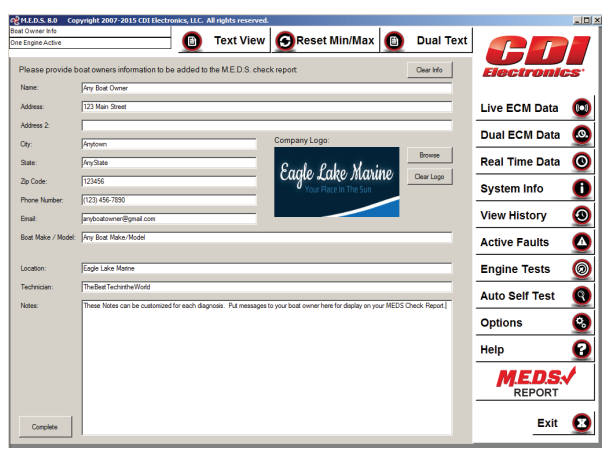 M.E.D.S. 8.0 Copyright 2007-2015 CDI Electronics, LLC. All rights reserved.
Boat Owner Info
One Engine Active
Text View
Reset Min/Max
Dual Text
CDI
Electronics
Please provide boat owners information to be added to the M.E.D.S. check report
Clear Info
Name: Any Boat Owner
Address: 123 Main Street
Address 2:
City: Anytown
State: AnyState
Zip Code: 123456
Phone Number: (123) 456-7890
Email: anyboatowner@gmail.com
Company Logo:
Eagle Lake Marine
Your Place In The Sun
Browse
Clear Logo
Boat Make / Model: Any Boat Make/Model
Location: Eagle Lake Marine
Technician: TheBestTechintheWorld
Notes: These Notes can be customized for each diagnosis. Put messages to your boat owner here for display on your MEDS Check Report.
Complete
Live ECM Data
Dual ECM Data
Real Time Data
System Info
View History
Active Faults
Engine Tests
Auto Self Test
Options
Help
M.E.D.S.
REPORT
Exit